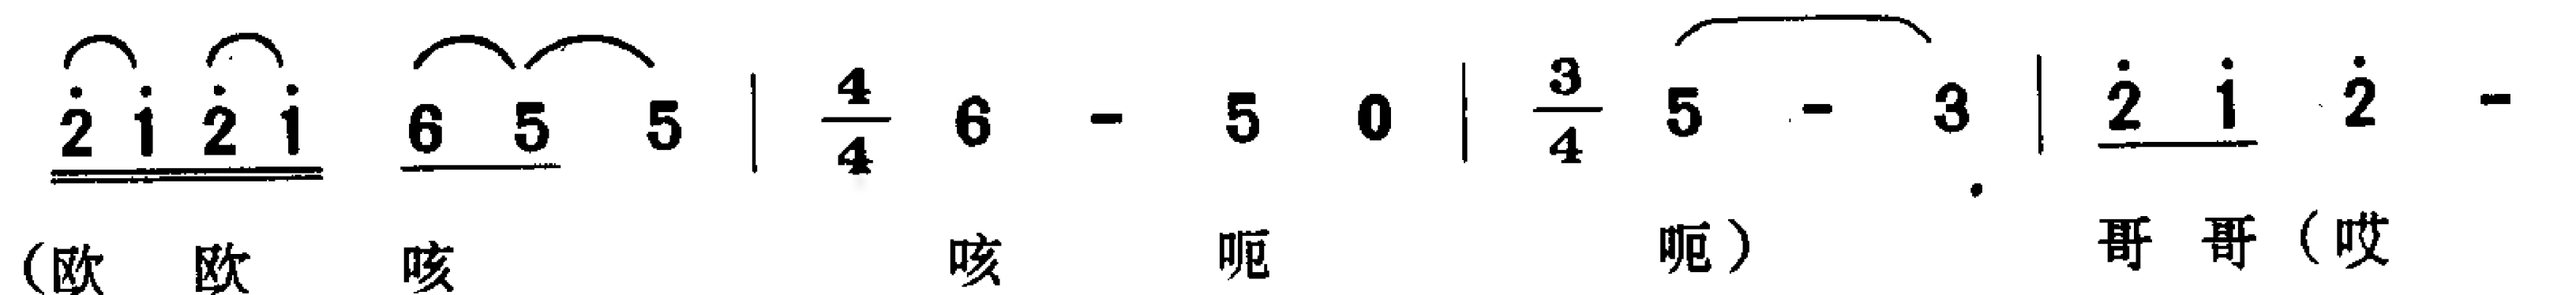 2̇ 1̇ 2̇ 1̇ 6 5 5 | 4/4 6 - 5 0 | 3/4 5 - 3 | 2̇ 1̇ 2̇ -
(欧 欧 咳 咳 呃 呃) 哥 哥 (哎